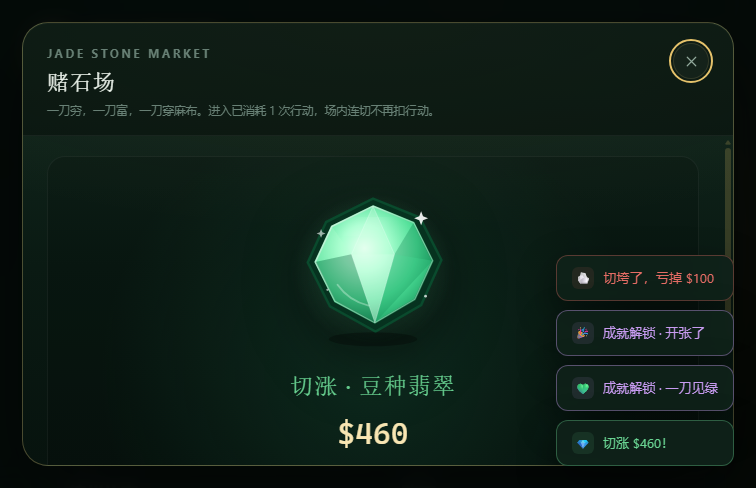 JADE STONE MARKET
赌石场
一刀穷，一刀富，一刀穿麻布。进入已消耗 1 次行动，场内连切不再扣行动。
切涨 · 豆种翡翠
$460
切垮了，亏掉 $100
成就解锁 · 开张了
成就解锁 · 一刀见绿
切涨 $460!